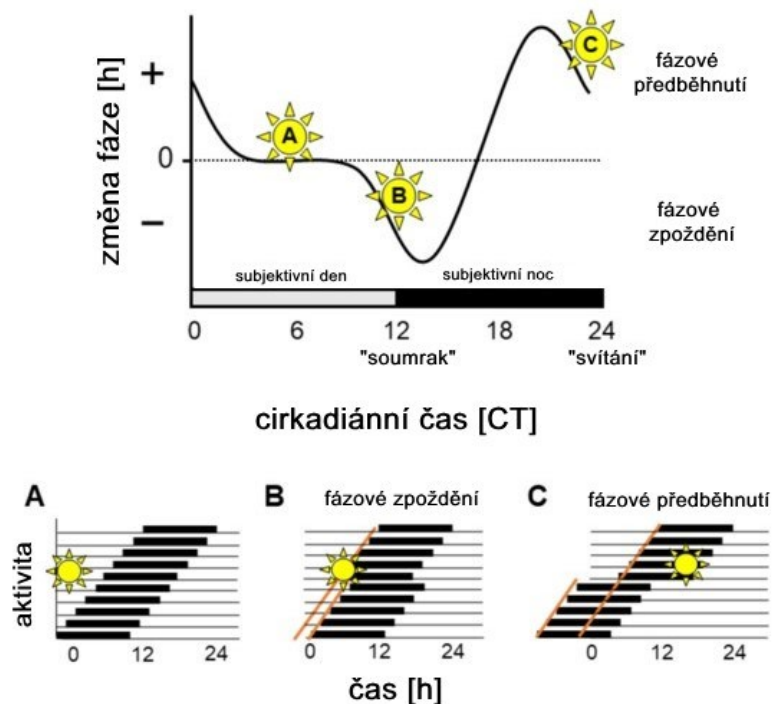 změna fáze [h]
+
0
–
A
B
C
fázové
předběhnutí
fázové
zpoždění
subjektivní den
subjektivní noc
0
6
12
18
24
"soumrak"
"svítání"
cirkadiánní čas [CT]
A
B
fázové zpoždění
C
fázové předběhnutí
aktivita
0
12
24
0
12
24
0
12
24
čas [h]